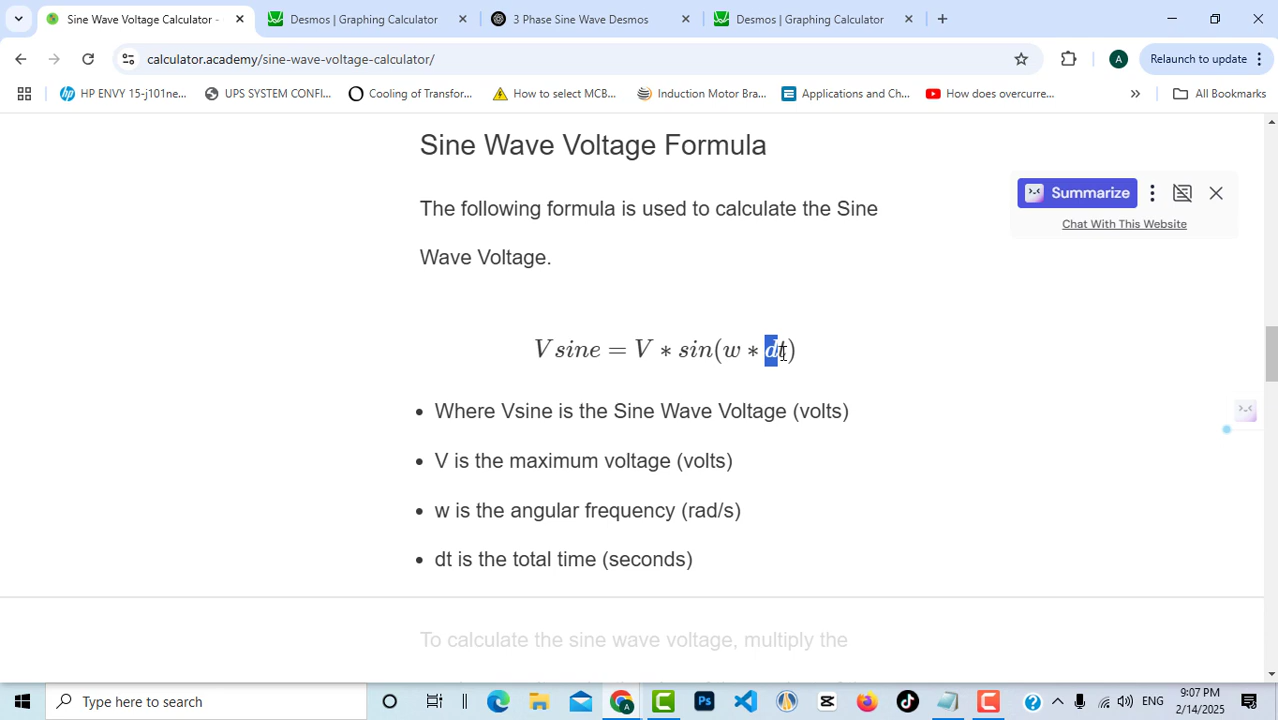 Sine Wave Voltage Calculator -
Desmos | Graphing Calculator
3 Phase Sine Wave Desmos
Desmos | Graphing Calculator
calculator.academy/sine-wave-voltage-calculator/
A
Relaunch to update
HP ENVY 15-j101ne...
UPS SYSTEM CONFI...
Cooling of Transfor...
How to select MCB...
Induction Motor Bra...
Applications and Ch...
How does overcurre...
»
All Bookmarks
Sine Wave Voltage Formula
The following formula is used to calculate the Sine
Wave Voltage.
Summarize
Chat With This Website
Vsine = V ∗ sin(w ∗ dt)
• Where Vsine is the Sine Wave Voltage (volts)
• V is the maximum voltage (volts)
• w is the angular frequency (rad/s)
• dt is the total time (seconds)
To calculate the sine wave voltage, multiply the
Type here to search
ENG
9:07 PM
2/14/2025